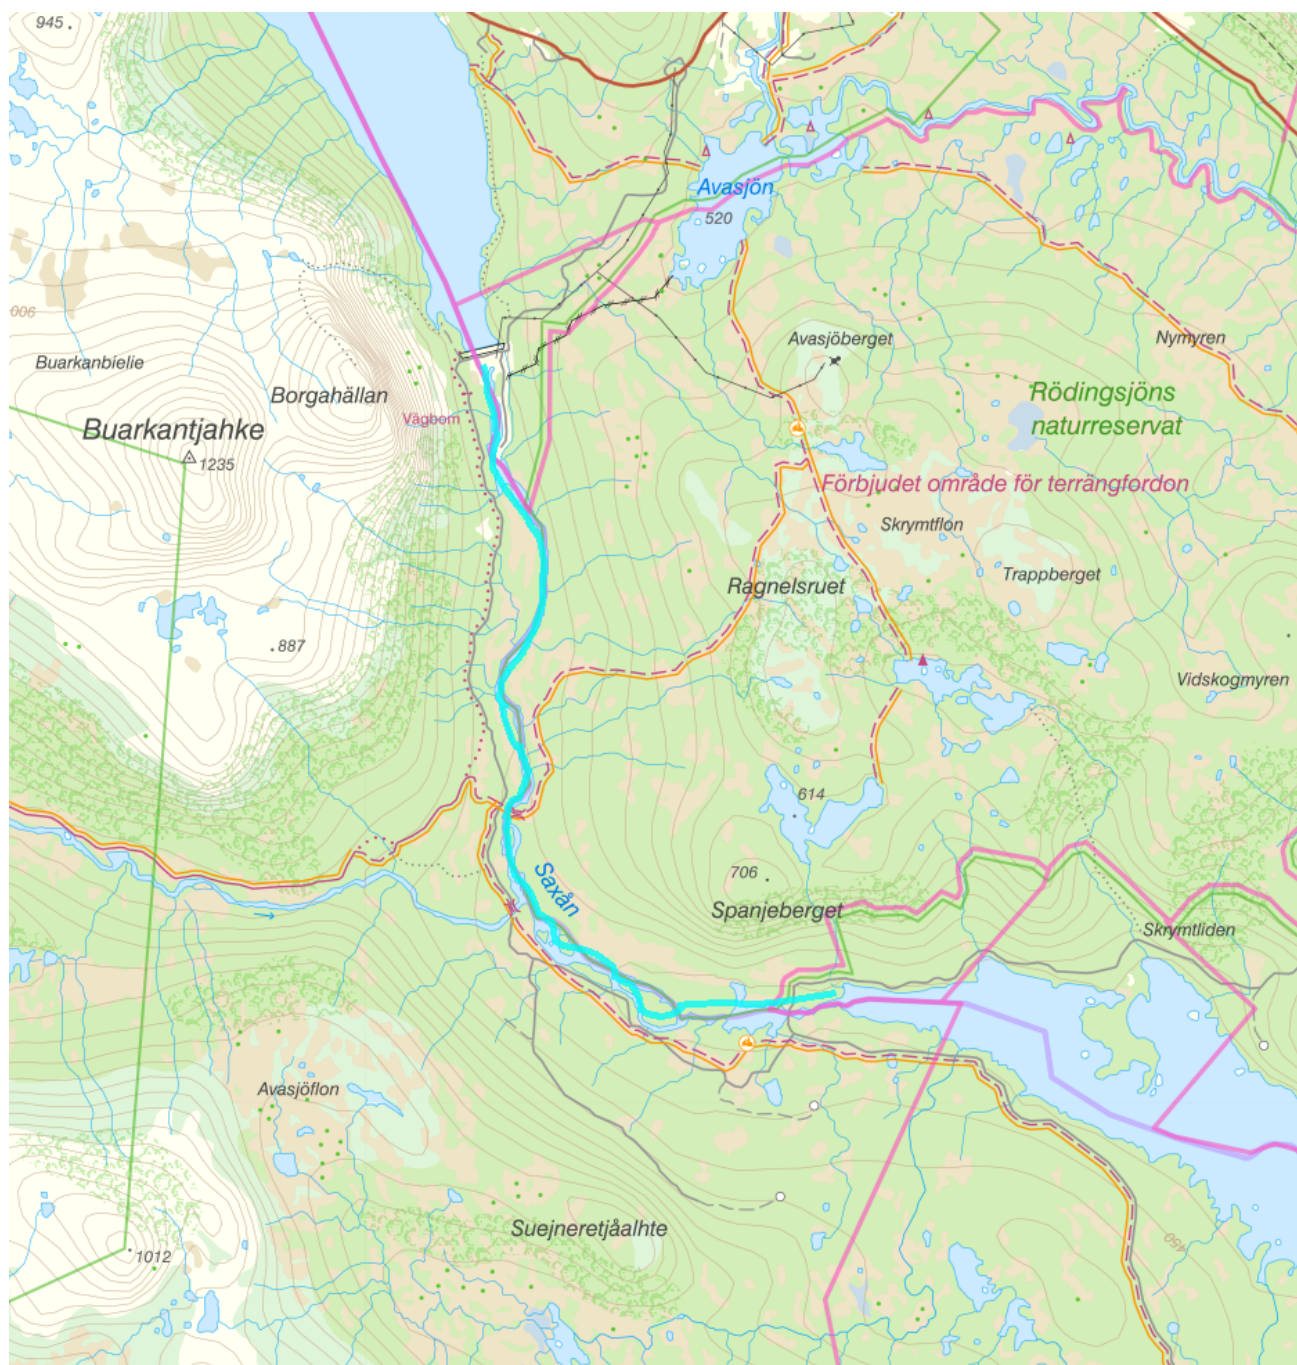 945
Avasjön
520
006
Buarkanbielie
Borgahällan
Avasjöberget
Nymyren
Rödingsjöns
naturreservat
Vägbom
Buarkantjahke
1235
Förbjudet område för terrängfordon
Skrymtflon
Trappberget
Ragnelsruet
887
Vidskogmyren
614
706
Saxån
Spanjeberget
Skrymtliden
Avasjöflon
Suejneretjåalhte
450
1012